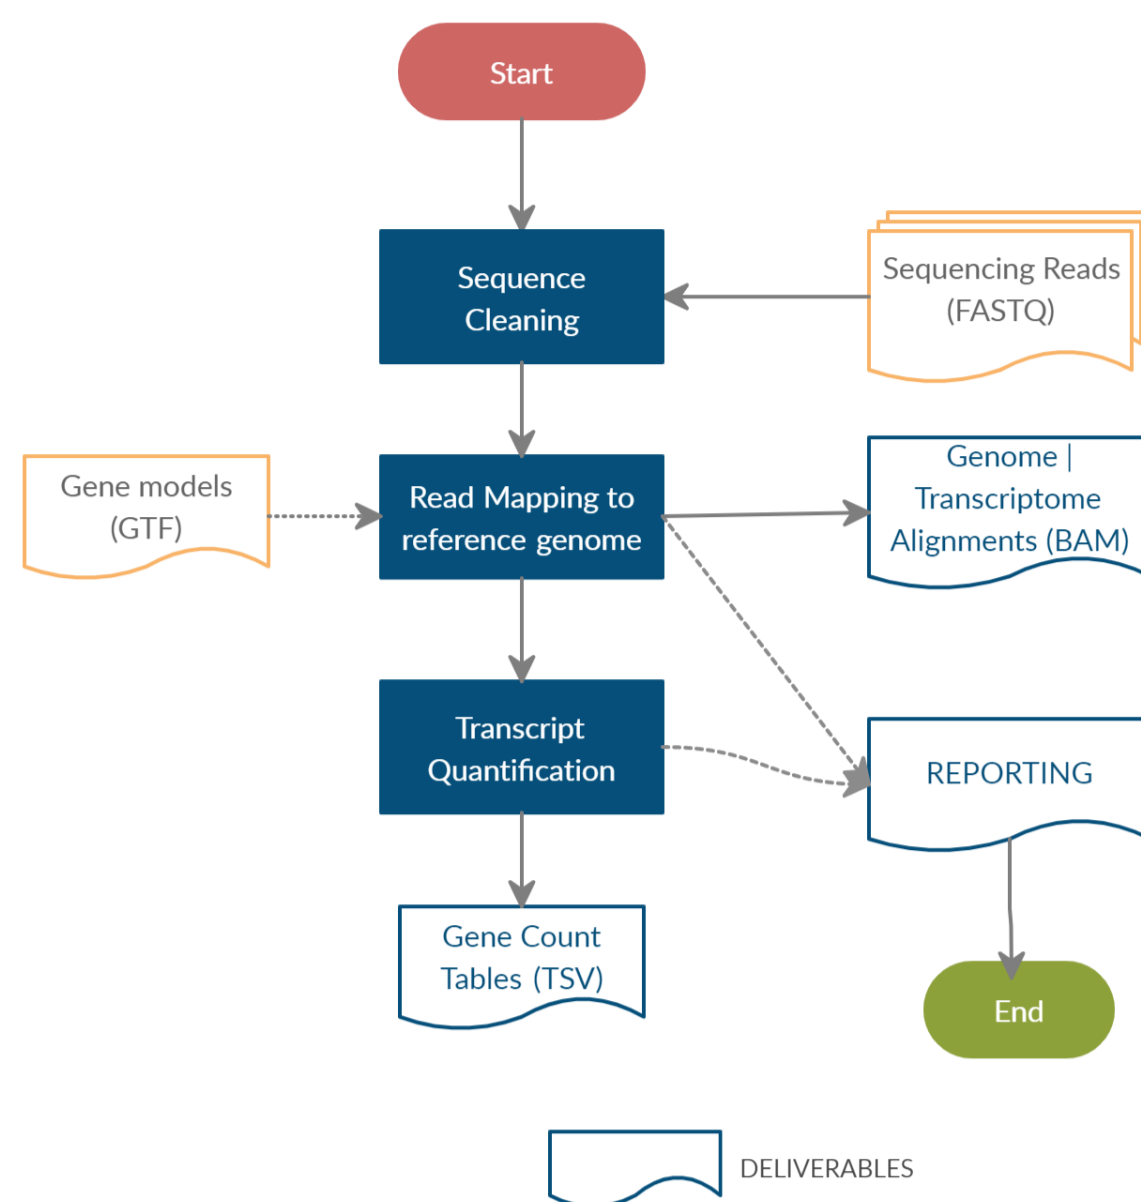 Start
Sequence
Cleaning
Sequencing Reads
(FASTQ)
Gene models
(GTF)
Read Mapping to
reference genome
Genome |
Transcriptome
Alignments (BAM)
Transcript
Quantification
REPORTING
Gene Count
Tables (TSV)
End
DELIVERABLES